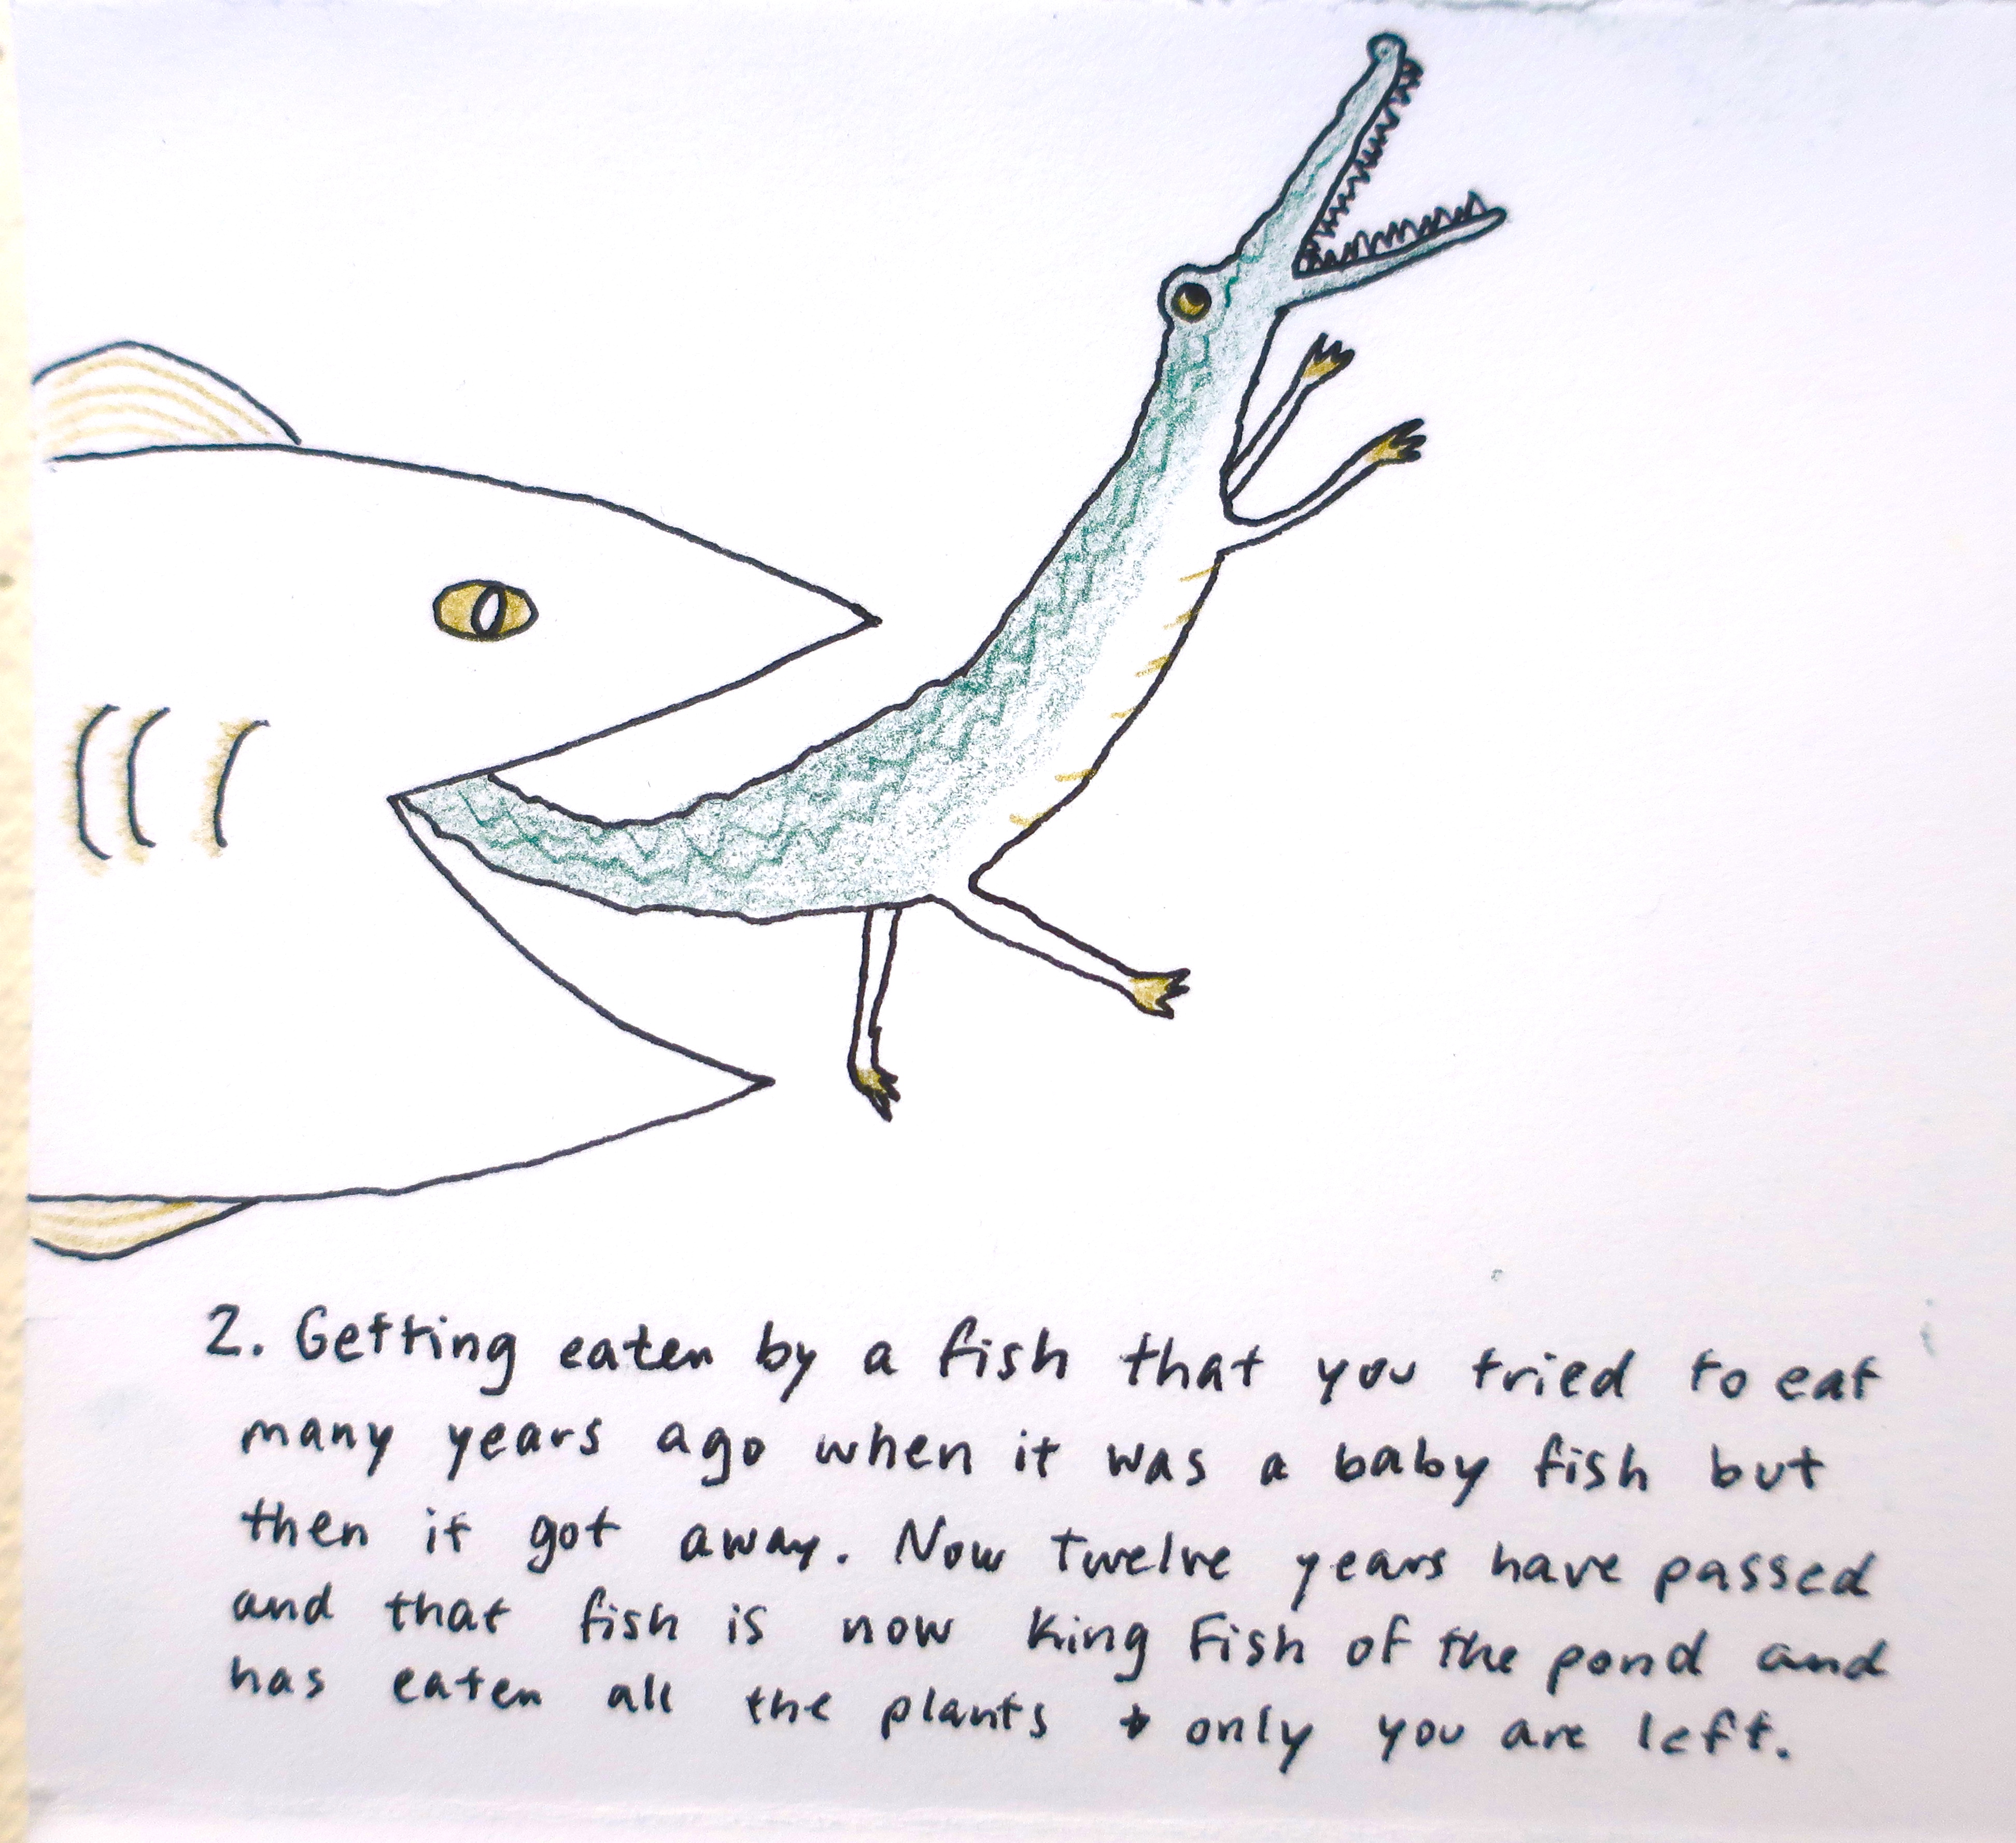 2. Getting eaten by a fish that you tried to eat
many years ago when it was a baby fish but
then it got away. Now twelve years have passed
and that fish is now King Fish of the pond and
has eaten all the plants + only you are left.